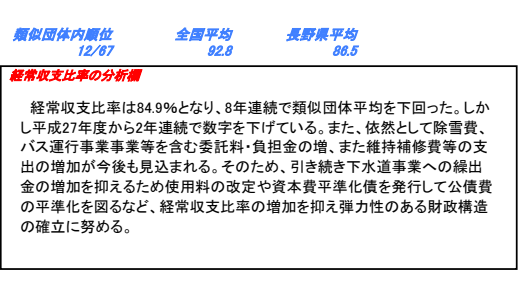 類似団体内順位 全国平均 長野県平均
12/67 92.8 86.5
経常収支比率の分析欄
経常収支比率は84.9%となり、8年連続で類似団体平均を下回った。しか
し平成27年度から2年連続で数字を下げている。また、依然として除雪費、
バス運行事業事業等を含む委託料・負担金の増、また維持補修費等の支
出の増加が今後も見込まれる。そのため、引き続き下水道事業への繰出
金の増加を抑えるため使用料の改定や資本費平準化債を発行して公債費
の平準化を図るなど、経常収支比率の増加を抑え弾力性のある財政構造
の確立に努める。